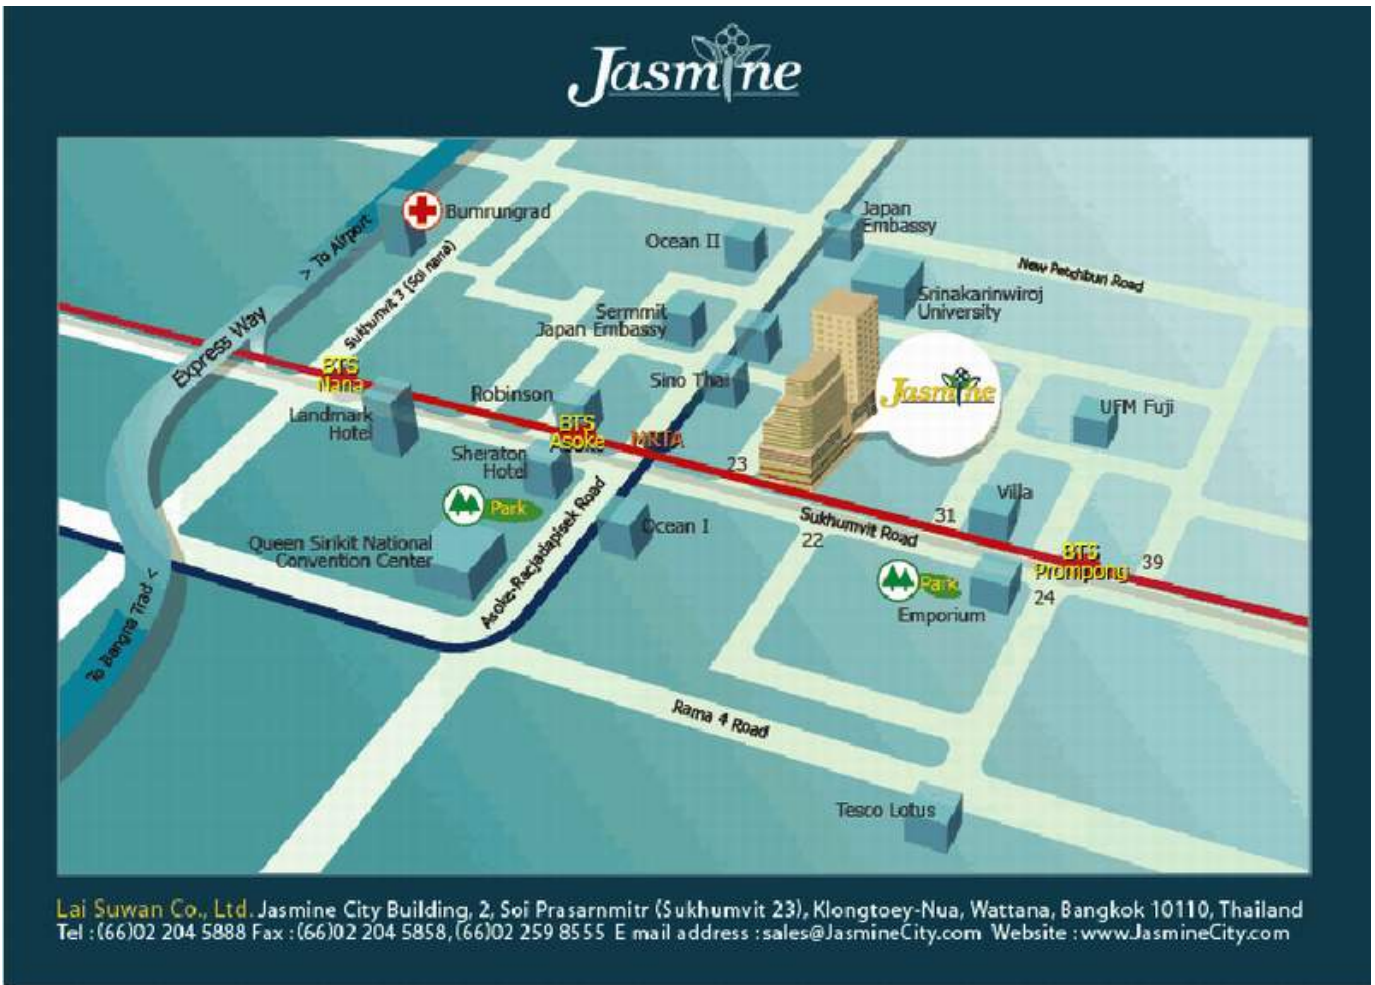 Jasmine
Bumrungrad
> To Airport
Sukhumvit 3 (Soi nana)
Express Way
Japan
Embassy
Ocean II
New Petchburi Road
Srinakarinwiroj
University
Sermmit
Japan Embassy
BTS
Nana
Sino Thai
Jasmine
Robinson
Landmark
Hotel
BTS
Asoke
MRTA
UFM Fuji
Sheraton
Hotel
23
Park
Villa
Asoke-Racjadapisek Road
Ocean I
Sukhumvit Road
31
22
Queen Sirikit National
Convention Center
BTS
Prompong
39
Park
24
Emporium
To Bangna Trad <
Rama 4 Road
Tesco Lotus
Lai Suwan Co., Ltd. Jasmine City Building, 2, Soi Prasarnmitr (Sukhumvit 23), Klongtoey-Nua, Wattana, Bangkok 10110, Thailand
Tel : (66)02 204 5888 Fax : (66)02 204 5858, (66)02 259 8555 E mail address : sales@JasmineCity.com Website : www.JasmineCity.com